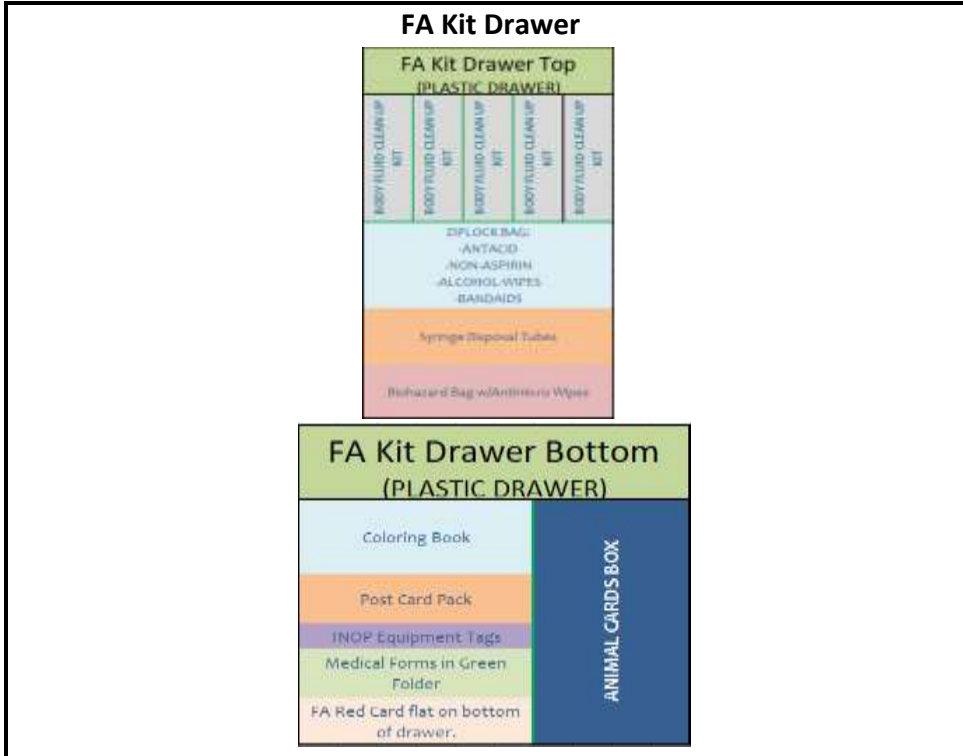 FA Kit Drawer
FA Kit Drawer Top
(PLASTIC DRAWER)
BODY FLUID CLEAN UP
KIT
BODY FLUID CLEAN UP
KIT
BODY FLUID CLEAN UP
KIT
BODY FLUID CLEAN UP
KIT
BODY FLUID CLEAN UP
KIT
ZIPLOCK BAG:
-ANTACID
-NON-ASPIRIN
-ALCOHOL-WIPES
-BANDAIDS
Syringe Disposal Tubes
Biohazard Bag w/Antimicro Wipes
FA Kit Drawer Bottom
(PLASTIC DRAWER)
Coloring Book
Post Card Pack
INOP Equipment Tags
Medical Forms in Green
Folder
FA Red Card flat on bottom
of drawer.
ANIMAL CARDS BOX